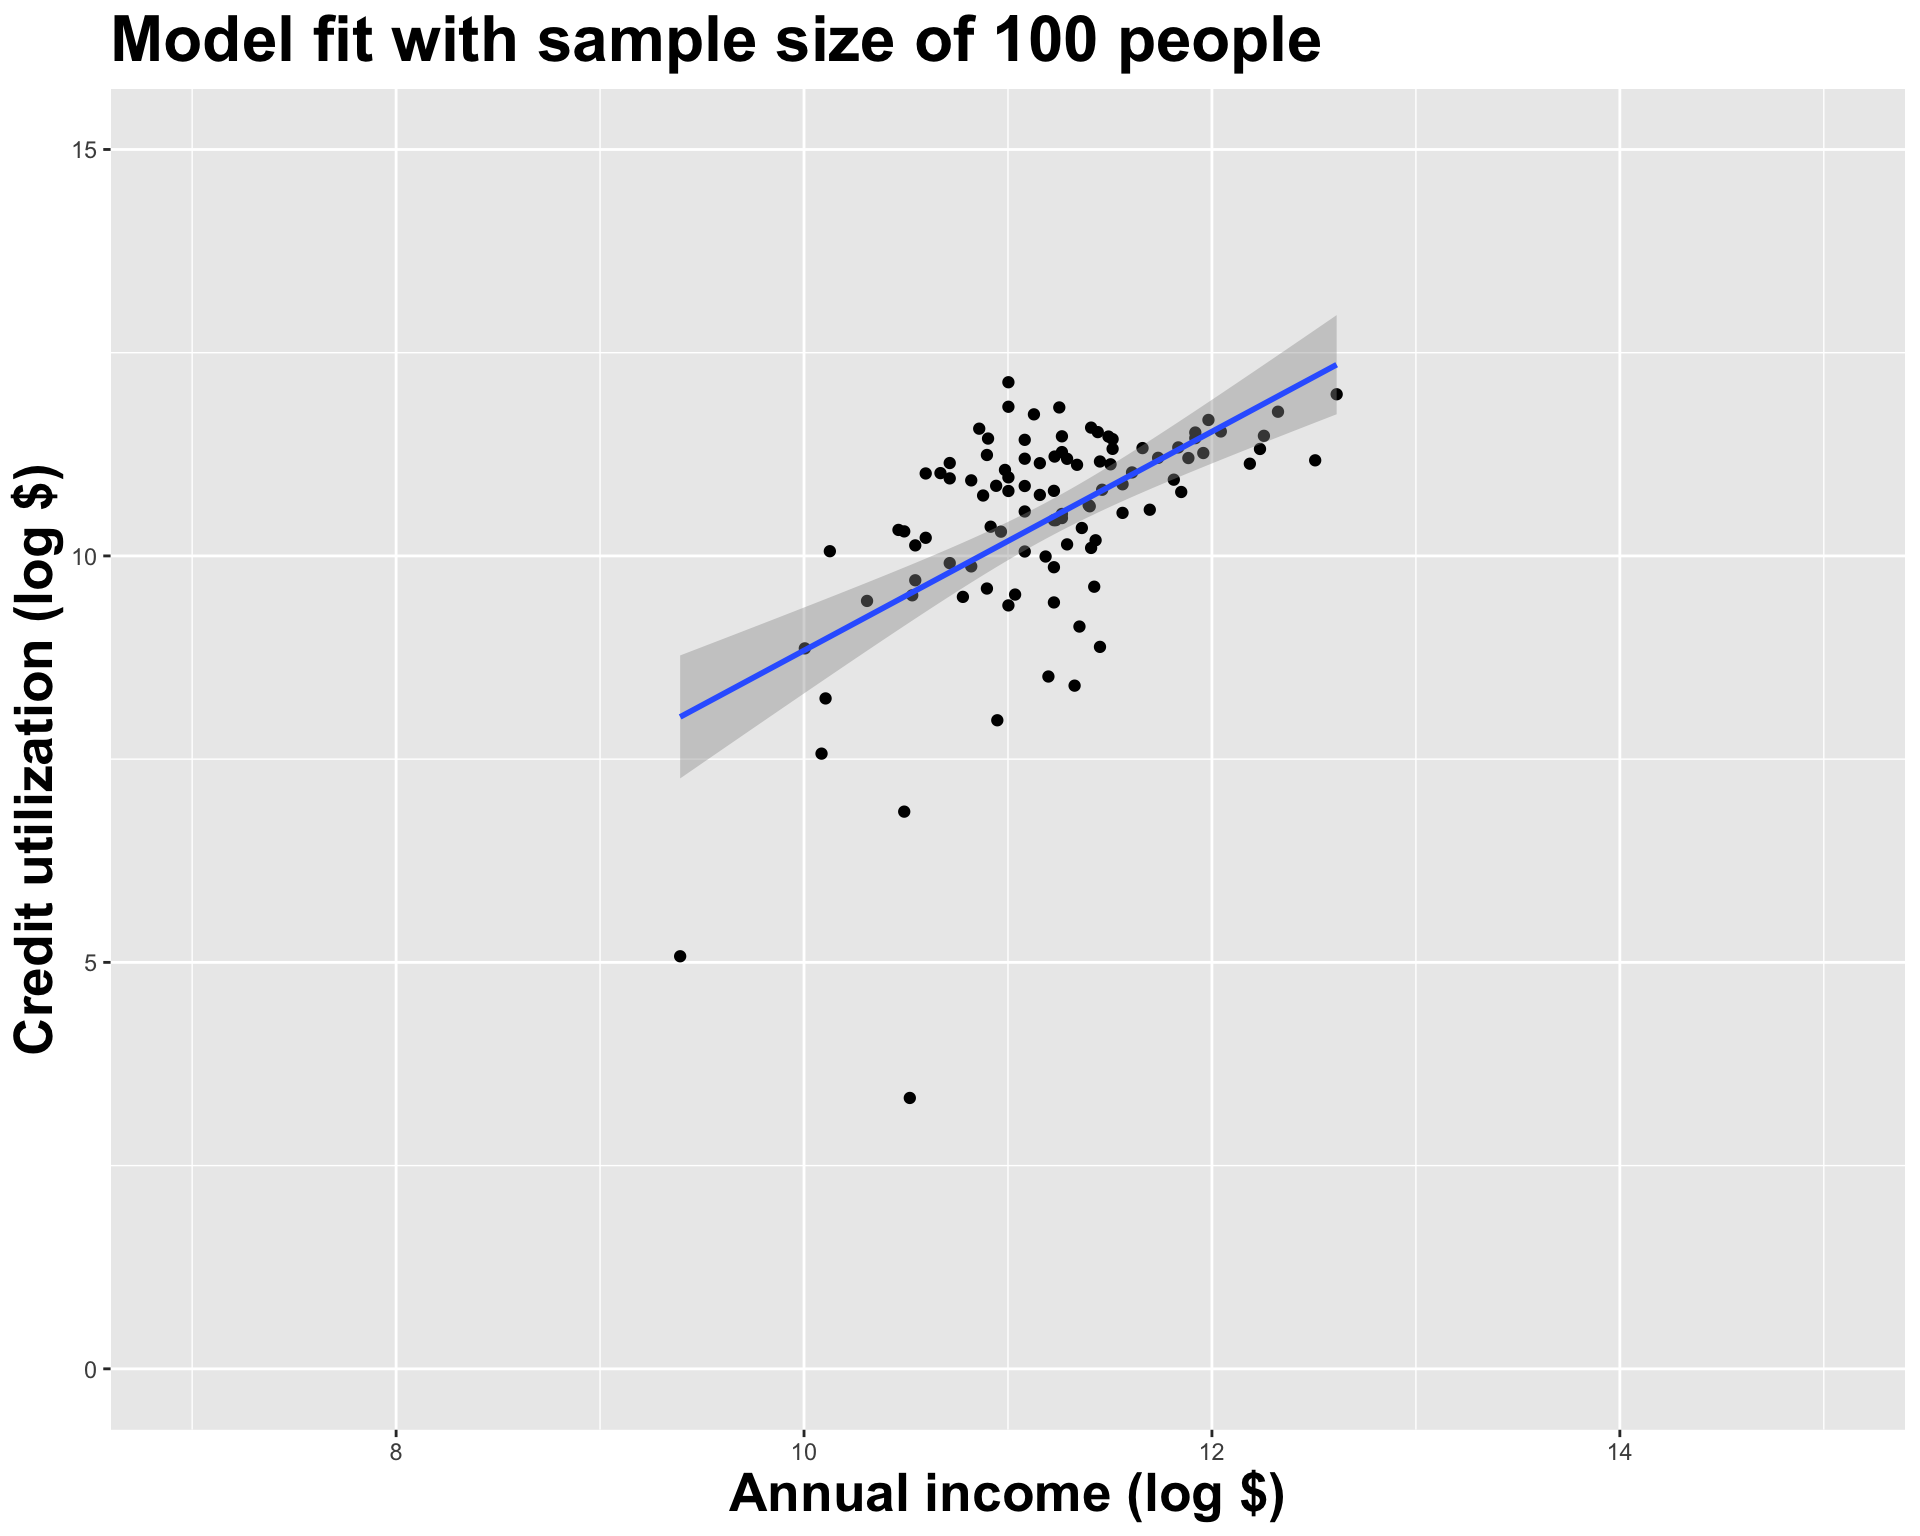 Model fit with sample size of 100 people
15
10
5
0
Credit utilization (log $)
8
10
12
14
Annual income (log $)